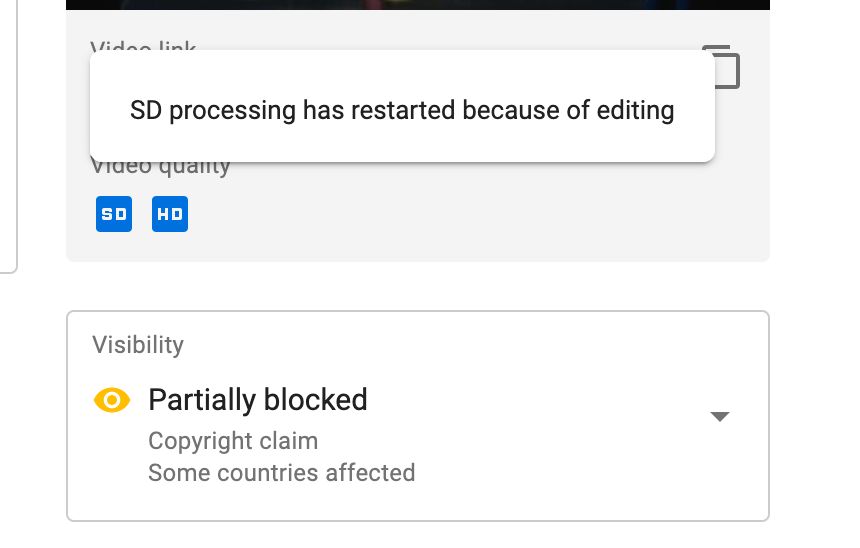 Video link
SD processing has restarted because of editing
Video quality
SD HD
Visibility
Partially blocked
Copyright claim
Some countries affected